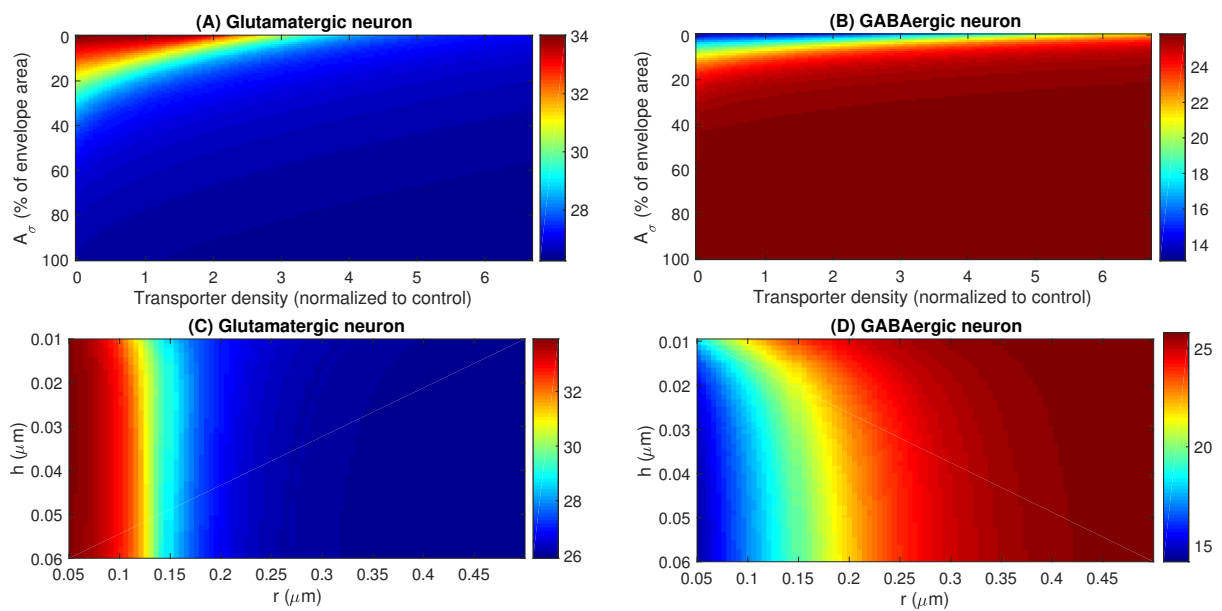 (A) Glutamatergic neuron
0
20
40
60
80
100
A_σ (% of envelope area)
0 1 2 3 4 5 6
Transporter density (normalized to control)
34
32
30
28
(B) GABAergic neuron
0
20
40
60
80
100
A_σ (% of envelope area)
0 1 2 3 4 5 6
Transporter density (normalized to control)
24
22
20
18
16
14
(C) Glutamatergic neuron
0.01
0.02
0.03
0.04
0.05
0.06
h (μm)
0.05 0.1 0.15 0.2 0.25 0.3 0.35 0.4 0.45
r (μm)
32
30
28
26
(D) GABAergic neuron
0.01
0.02
0.03
0.04
0.05
0.06
h (μm)
0.05 0.1 0.15 0.2 0.25 0.3 0.35 0.4 0.45
r (μm)
25
20
15